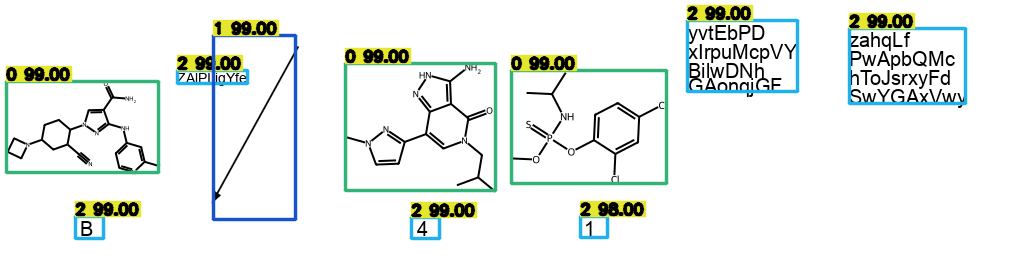 1 99.00
2 99.00
2 99.00
0 99.00
0 99.00
0 99.00
2 99.00
yvtEbPD
xIrpuMcpVY
BilwDNh
zahqLf
PwApbQMc
hToJsrxyFd
SwYGAxVwy
NH₂
O
N
N
NH
N
N
HN
N
NH₂
O
N
N
N
S
P
NH
O
O
Cl
2 99.00
B
2 99.00
4
2 98.00
1